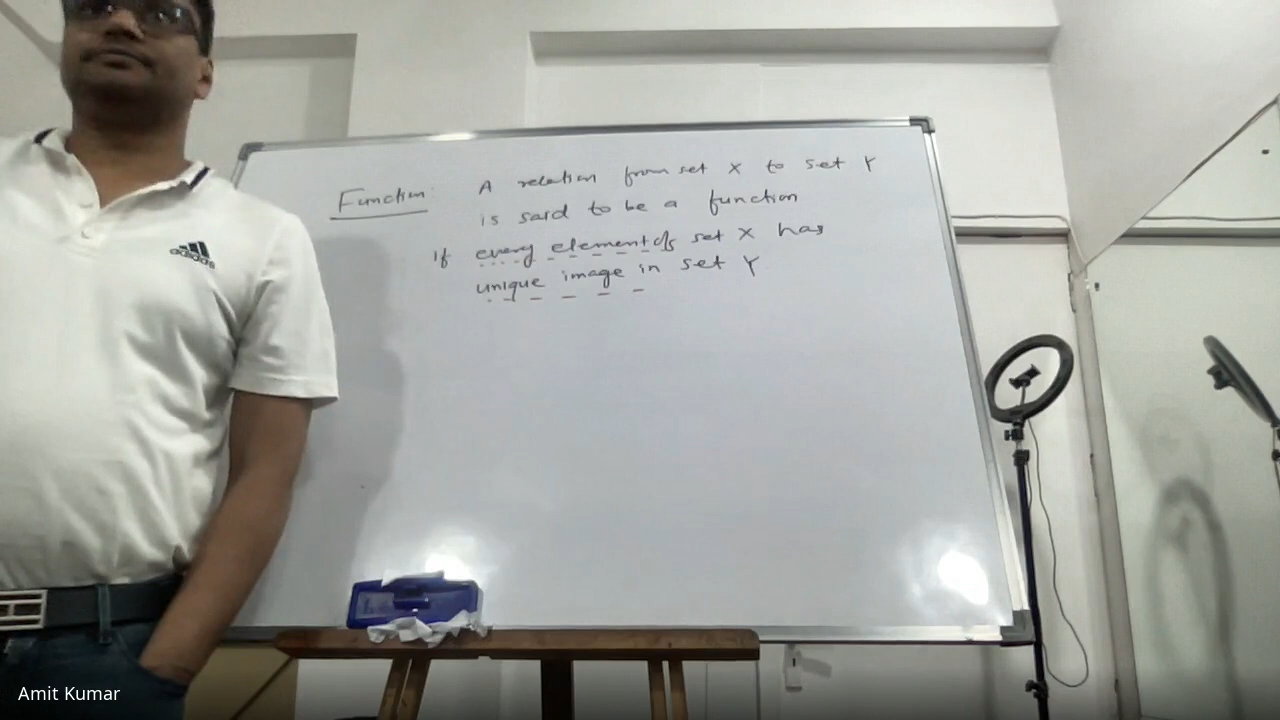 Function: A relation from set X to set Y
is said to be a function
if every element of set X has
unique image in set Y
adidas
Amit Kumar